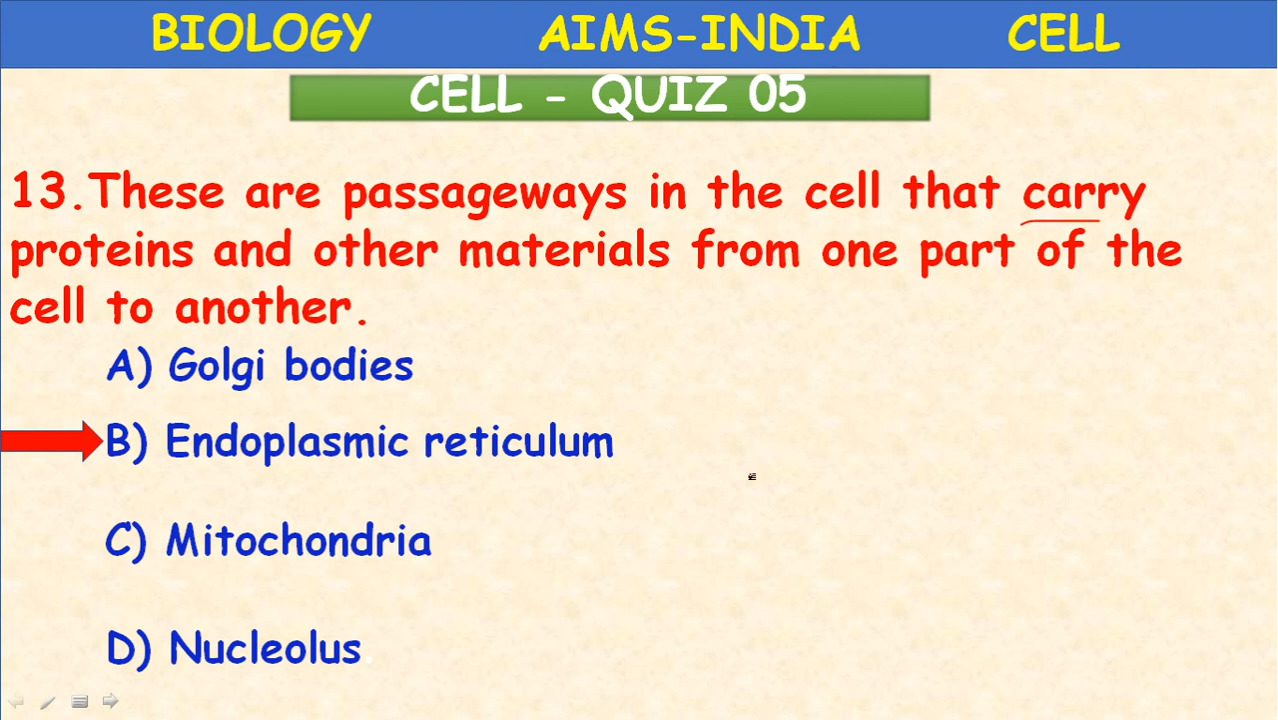 BIOLOGY AIMS-INDIA CELL
CELL - QUIZ 05
13.These are passageways in the cell that carry
proteins and other materials from one part of the
cell to another.
A) Golgi bodies
B) Endoplasmic reticulum
C) Mitochondria
D) Nucleolus.